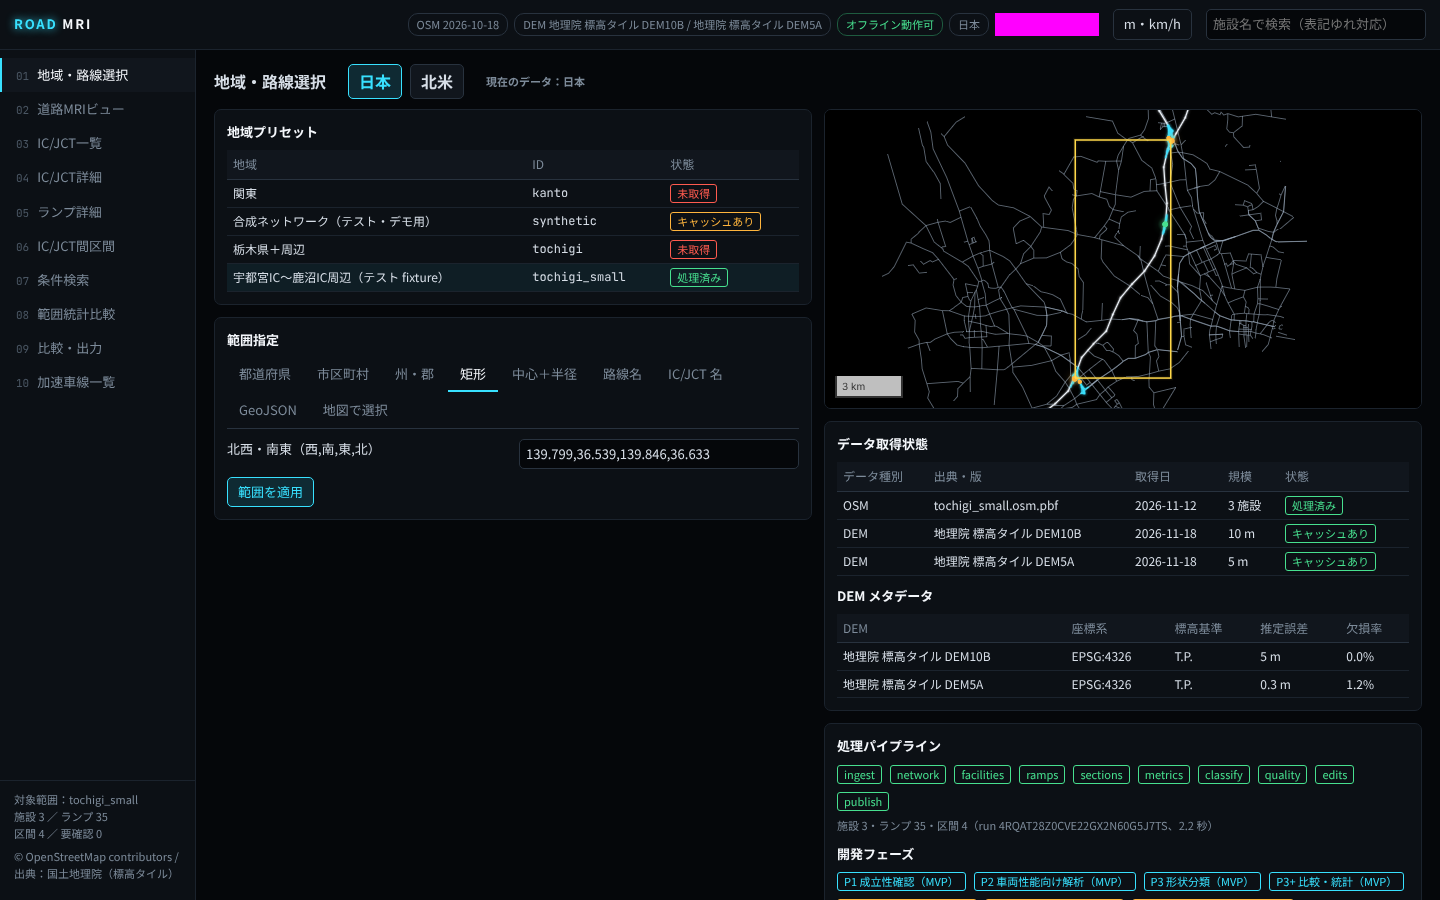 ROAD MRI
OSM 2026-10-18
DEM 地理院 標高タイル DEM10B / 地理院 標高タイル DEM5A
オフライン動作可
日本
m・km/h
施設名で検索（表記ゆれ対応）
01 地域・路線選択
02 道路MRIビュー
03 IC/JCT一覧
04 IC/JCT詳細
05 ランプ詳細
06 IC/JCT間区間
07 条件検索
08 範囲統計比較
09 比較・出力
10 加速車線一覧
対象範囲：tochigi_small
施設 3 ／ ランプ 35
区間 4 ／ 要確認 0
© OpenStreetMap contributors /
出典：国土地理院（標高タイル）
地域・路線選択
日本
北米
現在のデータ：日本
地域プリセット
地域 ID 状態
関東 kanto 未取得
合成ネットワーク（テスト・デモ用） synthetic キャッシュあり
栃木県＋周辺 tochigi 未取得
宇都宮IC〜鹿沼IC周辺（テスト fixture） tochigi_small 処理済み
範囲指定
都道府県 市区町村 州・郡 矩形 中心＋半径 路線名 IC/JCT 名
GeoJSON 地図で選択
北西・南東（西,南,東,北） 139.799,36.539,139.846,36.633
範囲を適用
3 km
データ取得状態
データ種別 出典・版 取得日 規模 状態
OSM tochigi_small.osm.pbf 2026-11-12 3 施設 処理済み
DEM 地理院 標高タイル DEM10B 2026-11-18 10 m キャッシュあり
DEM 地理院 標高タイル DEM5A 2026-11-18 5 m キャッシュあり
DEM メタデータ
DEM 座標系 標高基準 推定誤差 欠損率
地理院 標高タイル DEM10B EPSG:4326 T.P. 5 m 0.0%
地理院 標高タイル DEM5A EPSG:4326 T.P. 0.3 m 1.2%
処理パイプライン
ingest network facilities ramps sections metrics classify quality edits
publish
施設 3・ランプ 35・区間 4（run 4RQAT28Z0CVE22GX2N60G5J7TS、2.2 秒）
開発フェーズ
P1 成立性確認（MVP） P2 車両性能向け解析（MVP） P3 形状分類（MVP） P3+ 比較・統計（MVP）